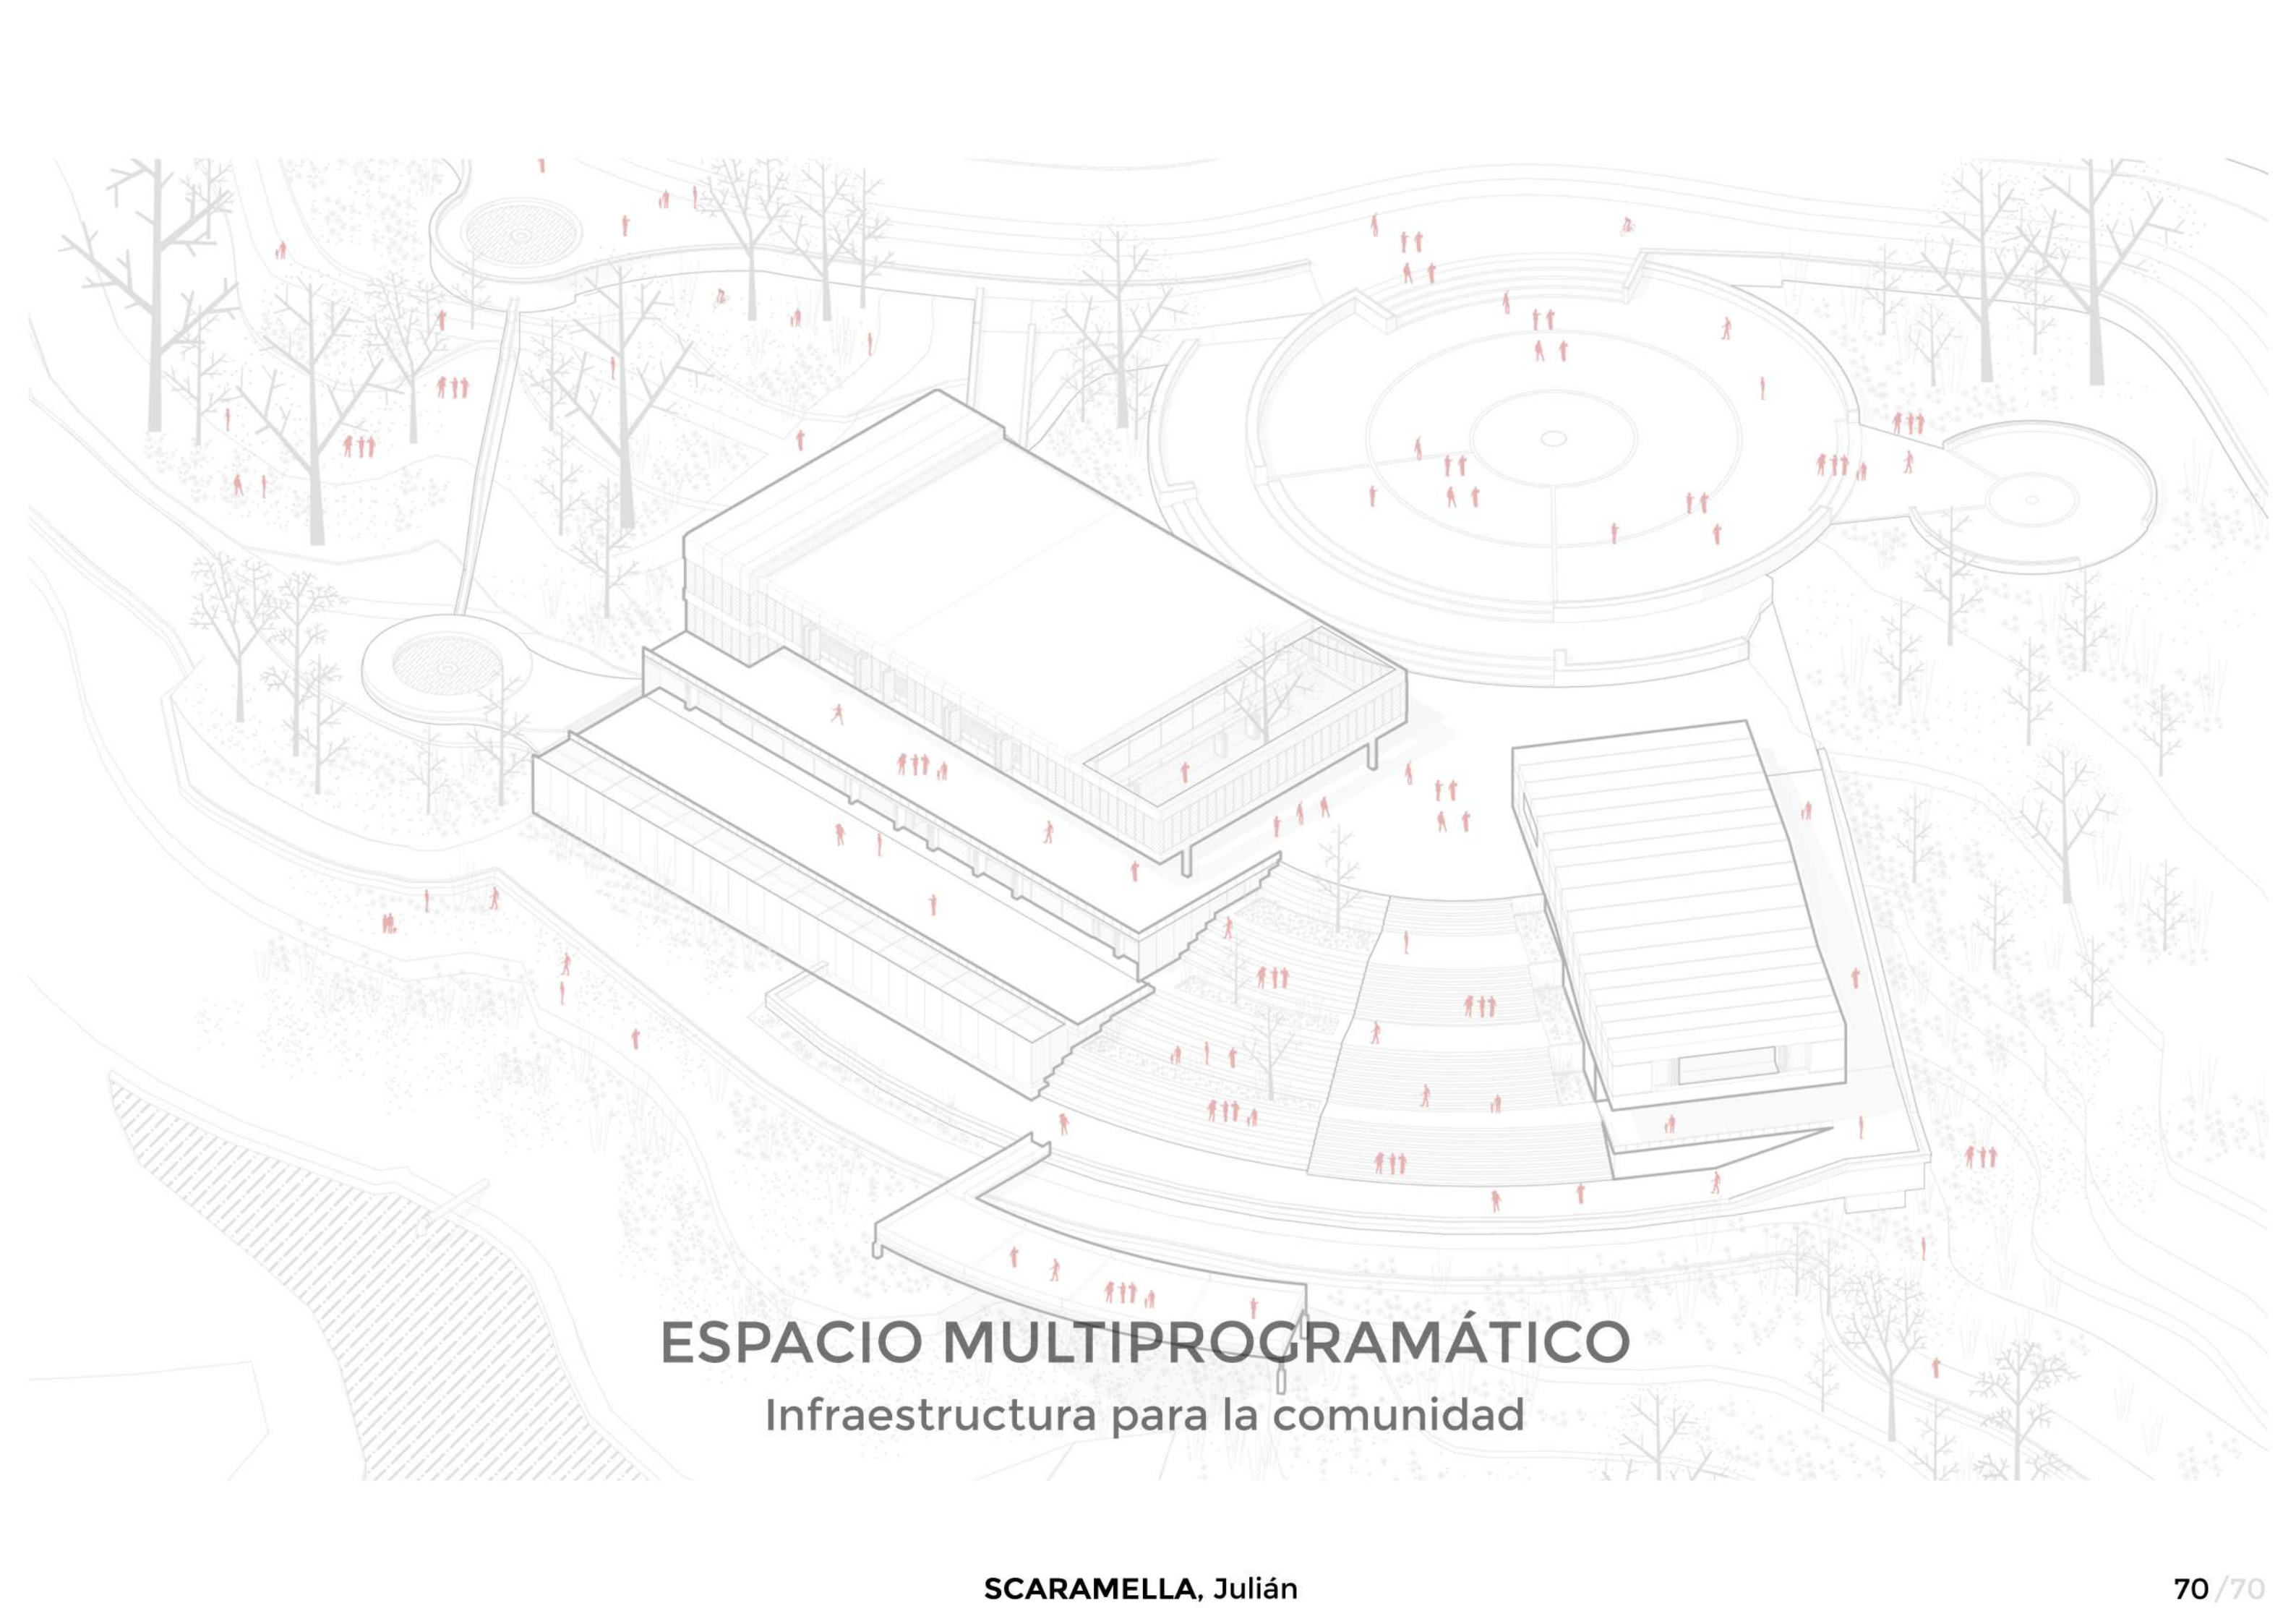 ESPACIO MULTIPROGRAMÁTICO
Infraestructura para la comunidad
SCARAMELLA, Julián
70 /70